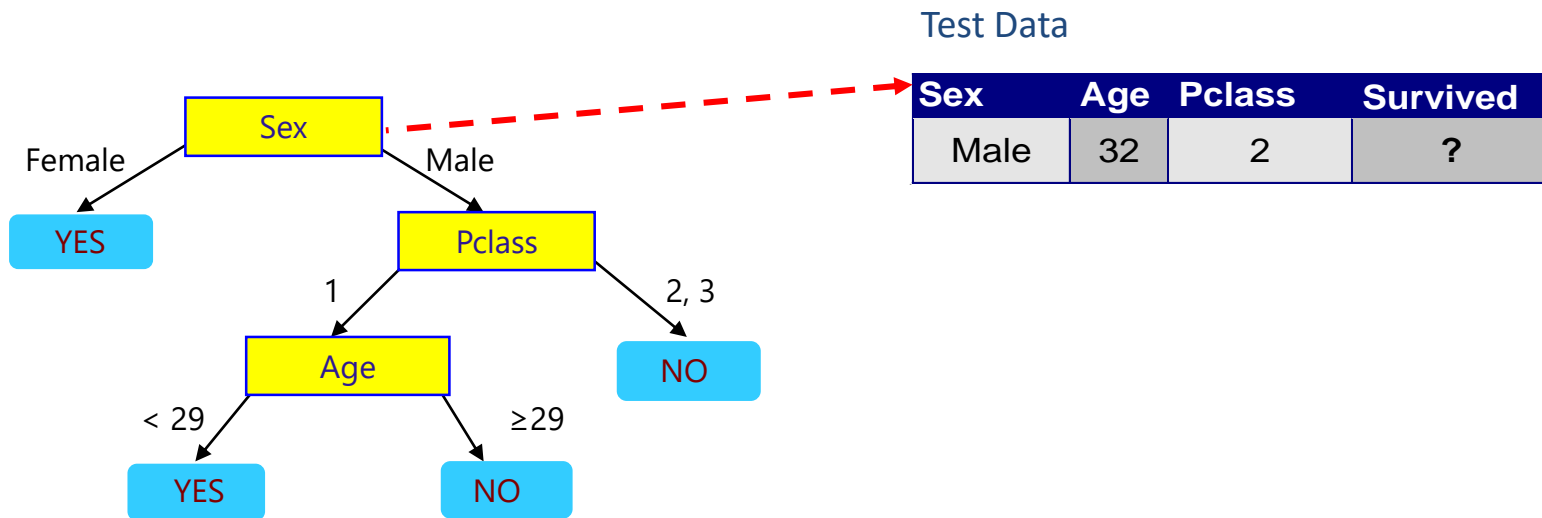 Test Data
Sex Age Pclass Survived
Male 32 2 ?
Sex
Female Male
YES Pclass
1 2, 3
Age NO
< 29 ≥29
YES NO